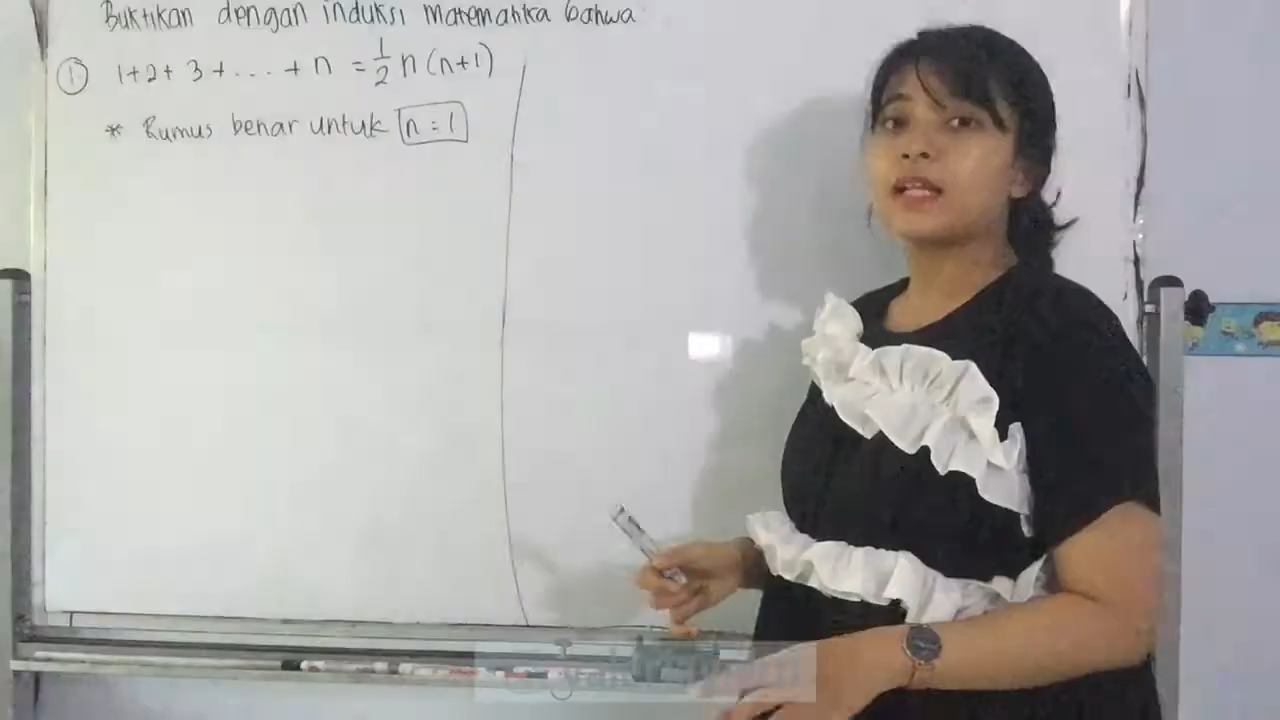 Buktikan dengan induksi matematika bahwa
① 1+2+3+...+n = 1/2 n(n+1)
* Rumus benar untuk n = 1